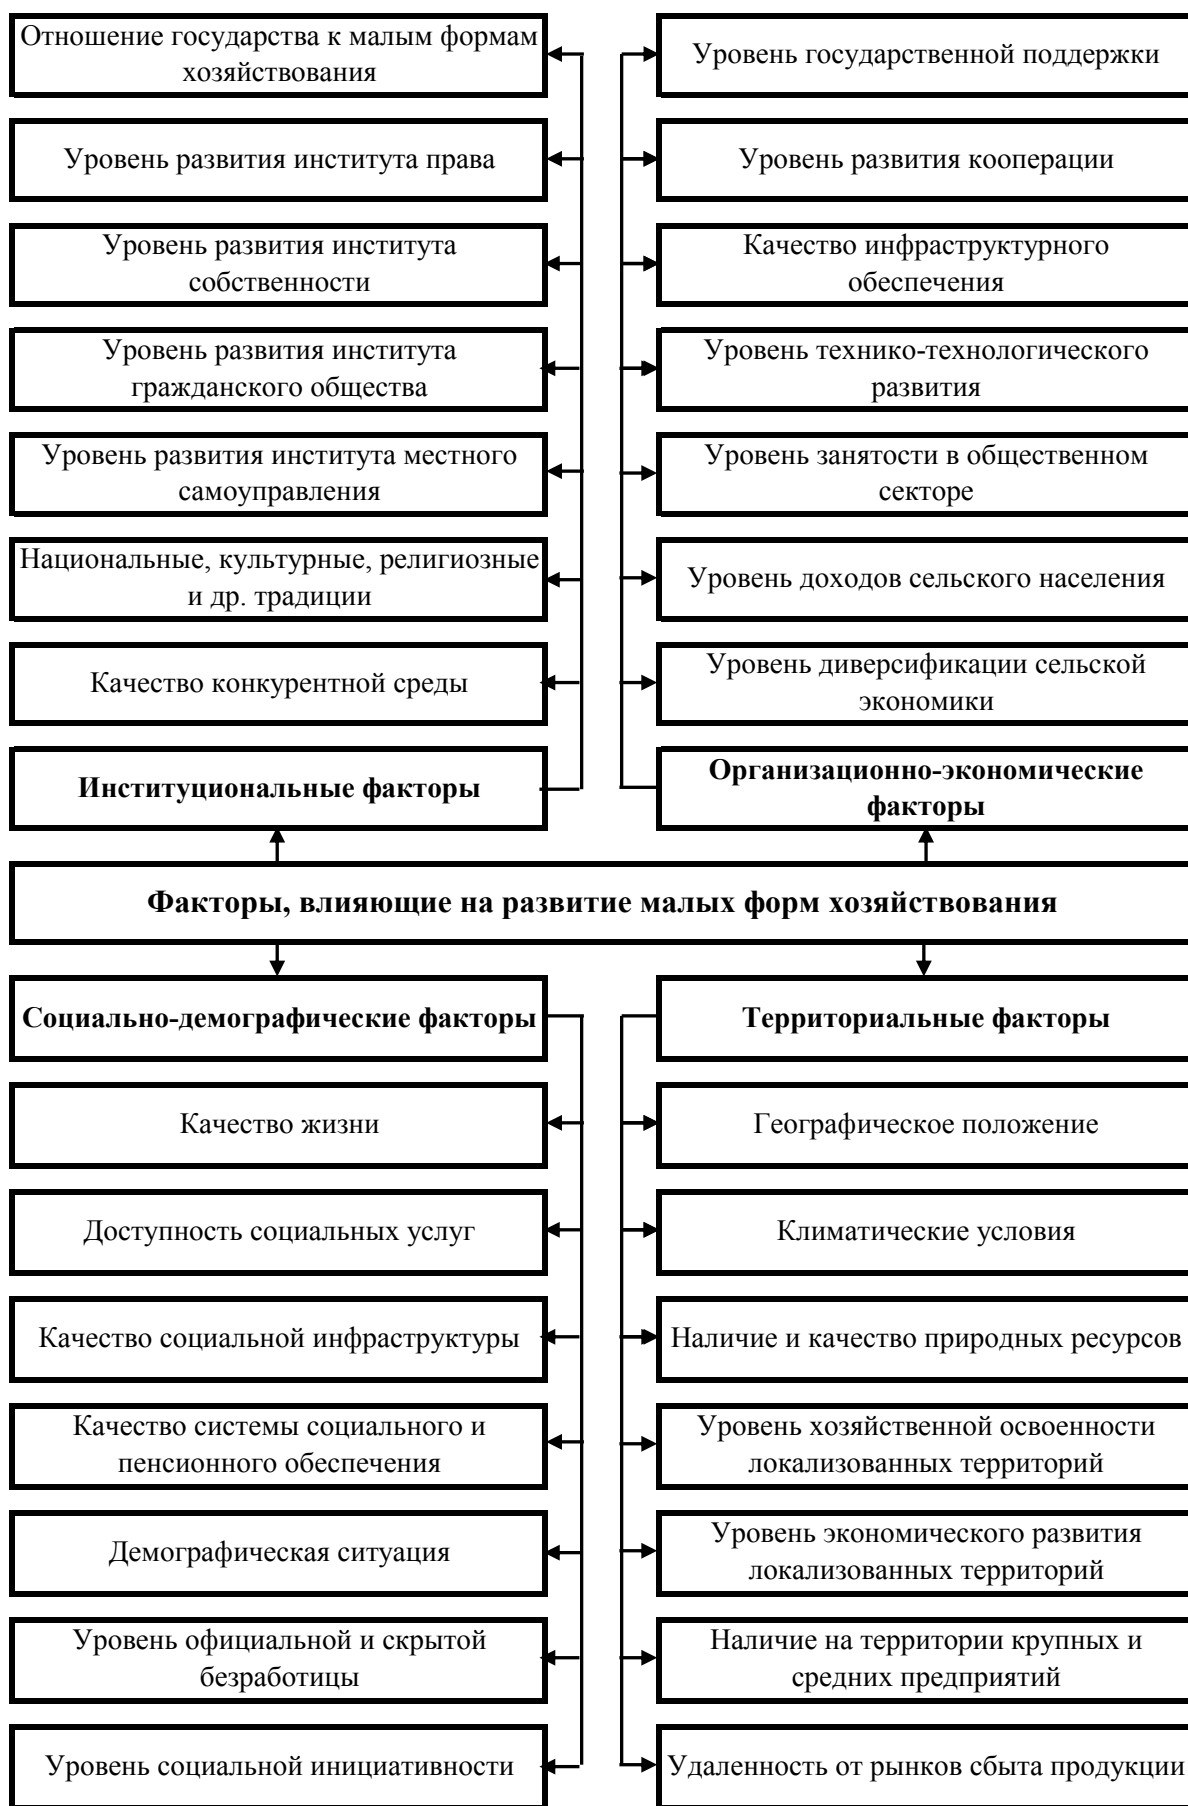 Отношение государства к малым формам
хозяйствования
Уровень развития института права
Уровень развития института
собственности
Уровень развития института
гражданского общества
Уровень развития института местного
самоуправления
Национальные, культурные, религиозные
и др. традиции
Качество конкурентной среды
Институциональные факторы
Уровень государственной поддержки
Уровень развития кооперации
Качество инфраструктурного
обеспечения
Уровень технико-технологического
развития
Уровень занятости в общественном
секторе
Уровень доходов сельского населения
Уровень диверсификации сельской
экономики
Организационно-экономические
факторы
Факторы, влияющие на развитие малых форм хозяйствования
Социально-демографические факторы
Качество жизни
Доступность социальных услуг
Качество социальной инфраструктуры
Качество системы социального и
пенсионного обеспечения
Демографическая ситуация
Уровень официальной и скрытой
безработицы
Уровень социальной инициативности
Территориальные факторы
Географическое положение
Климатические условия
Наличие и качество природных ресурсов
Уровень хозяйственной освоенности
локализованных территорий
Уровень экономического развития
локализованных территорий
Наличие на территории крупных и
средних предприятий
Удаленность от рынков сбыта продукции